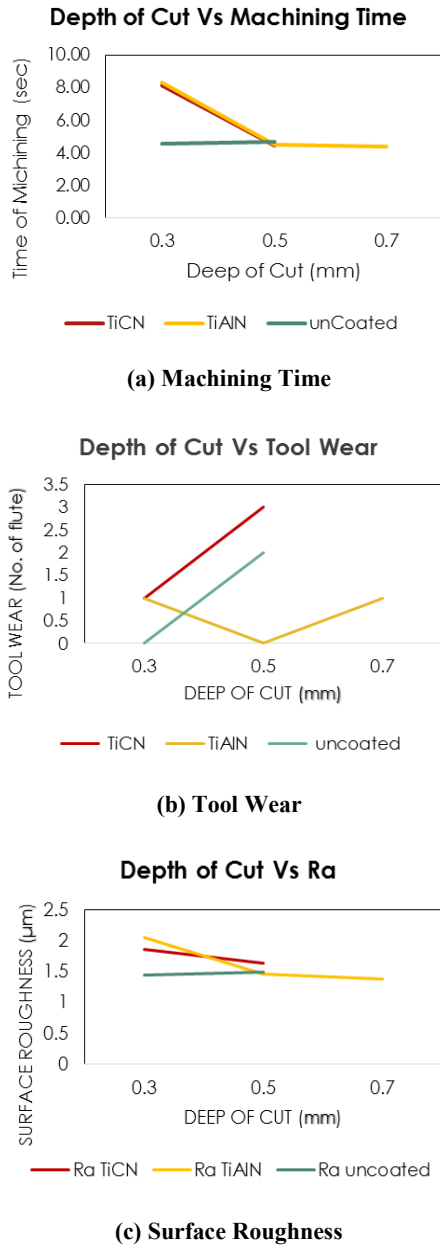 Depth of Cut Vs Machining Time
Time of Michining (sec)
10.00
8.00
6.00
4.00
2.00
0.00
0.3 0.5 0.7
Deep of Cut (mm)
TiCN TiAlN unCoated
(a) Machining Time
Depth of Cut Vs Tool Wear
TOOL WEAR (No. of flute)
3.5
3
2.5
2
1.5
1
0.5
0
0.3 0.5 0.7
DEEP OF CUT (mm)
TiCN TiAlN uncoated
(b) Tool Wear
Depth of Cut Vs Ra
SURFACE ROUGHNESS (μm)
2.5
2
1.5
1
0.5
0
0.3 0.5 0.7
DEEP OF CUT (mm)
Ra TiCN Ra TiAlN Ra uncoated
(c) Surface Roughness